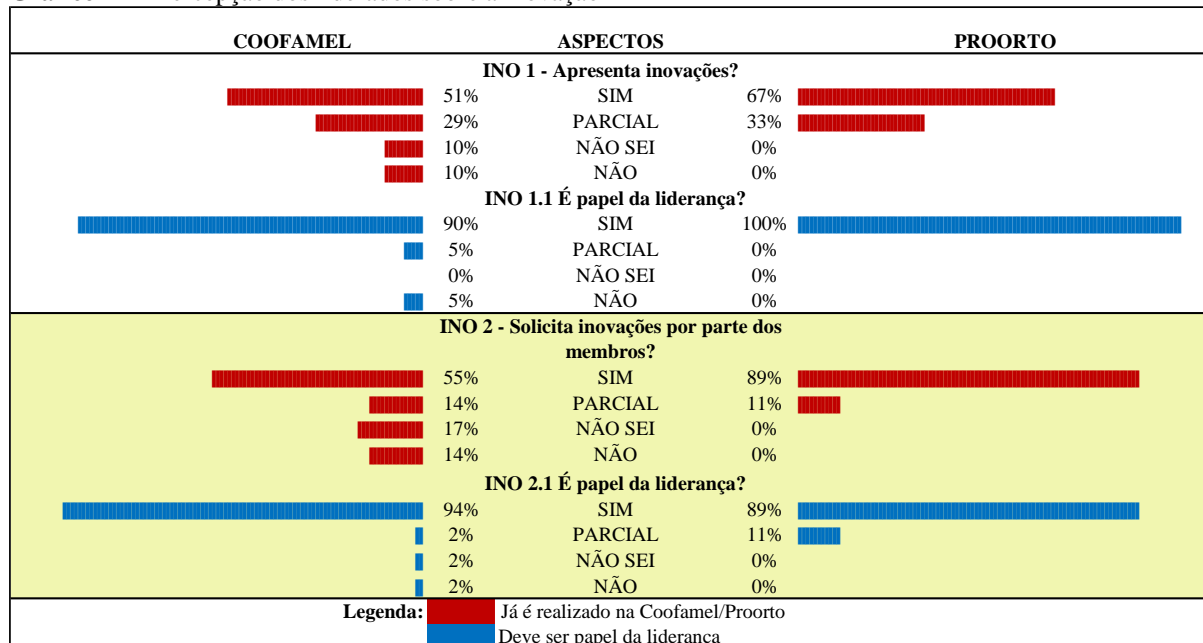 COOFAMEL ASPECTOS PROORTO
INO 1 - Apresenta inovações?
51% SIM 67%
29% PARCIAL 33%
10% NÃO SEI 0%
10% NÃO 0%
INO 1.1 É papel da liderança?
90% SIM 100%
5% PARCIAL 0%
0% NÃO SEI 0%
5% NÃO 0%
INO 2 - Solicita inovações por parte dos
membros?
55% SIM 89%
14% PARCIAL 11%
17% NÃO SEI 0%
14% NÃO 0%
INO 2.1 É papel da liderança?
94% SIM 89%
2% PARCIAL 11%
2% NÃO SEI 0%
2% NÃO 0%
Legenda: Já é realizado na Coofamel/Proorto
Deve ser papel da liderança